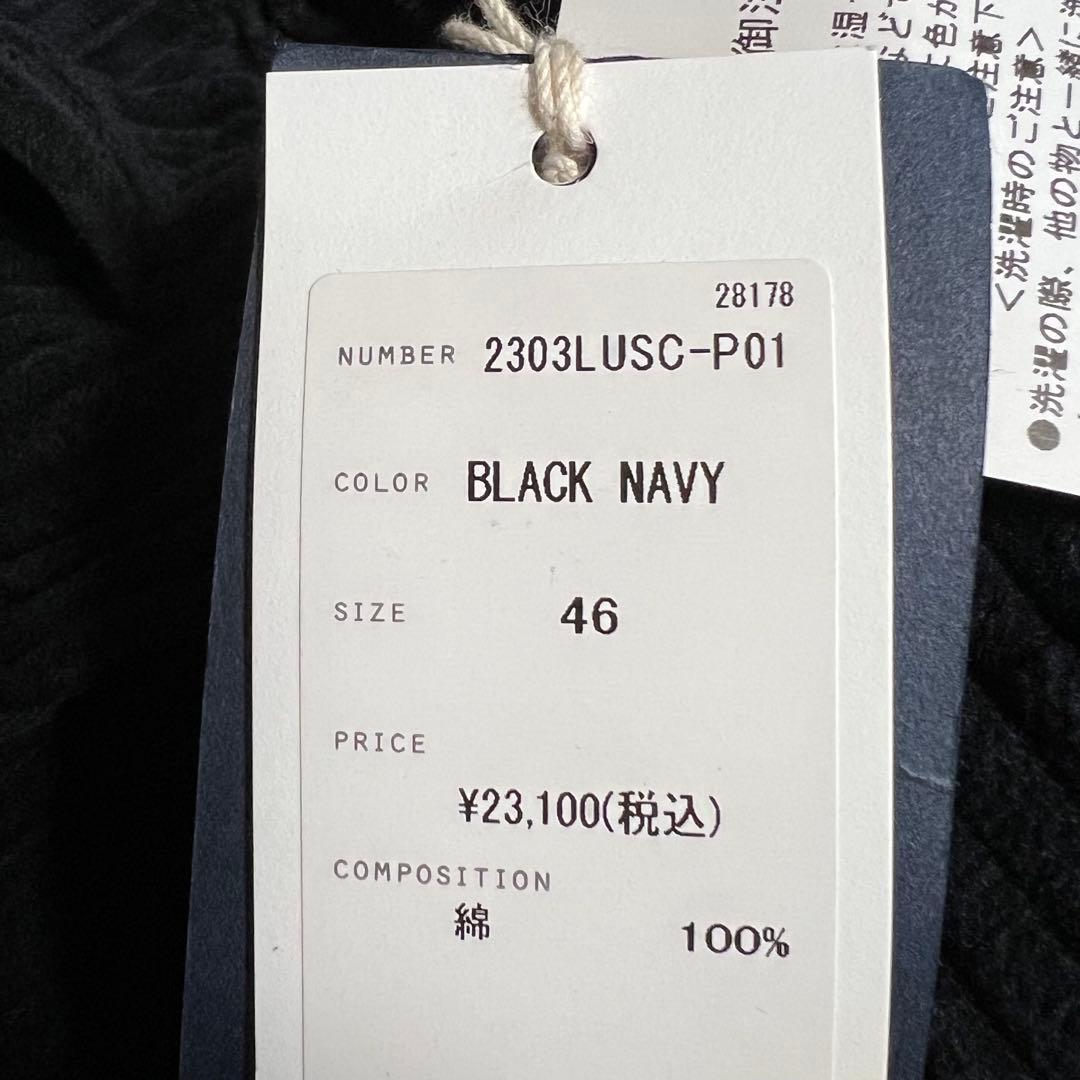 28178
NUMBER 2303LUSC-P01
COLOR BLACK NAVY
SIZE 46
PRICE
¥23,100(税込)
COMPOSITION
綿 100%
<洗濯時のご注意>
●洗濯の際、他の物と一緒に洗